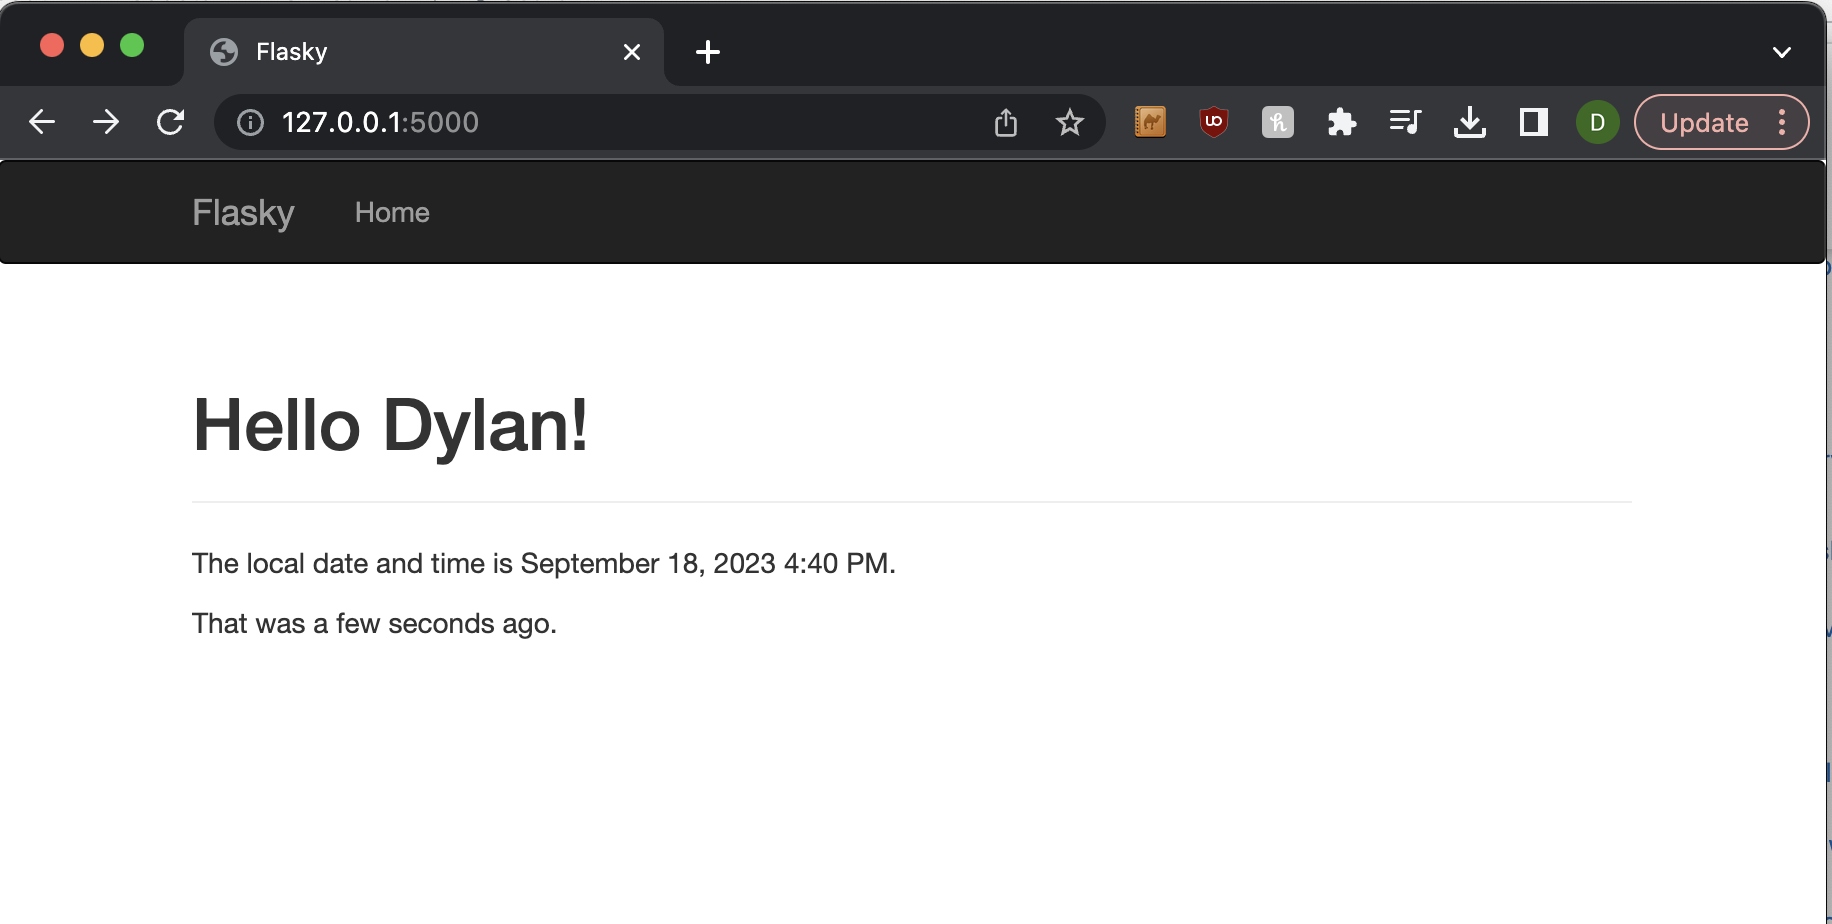 Flasky
127.0.0.1:5000
D
Update
Flasky Home
Hello Dylan!
The local date and time is September 18, 2023 4:40 PM.
That was a few seconds ago.